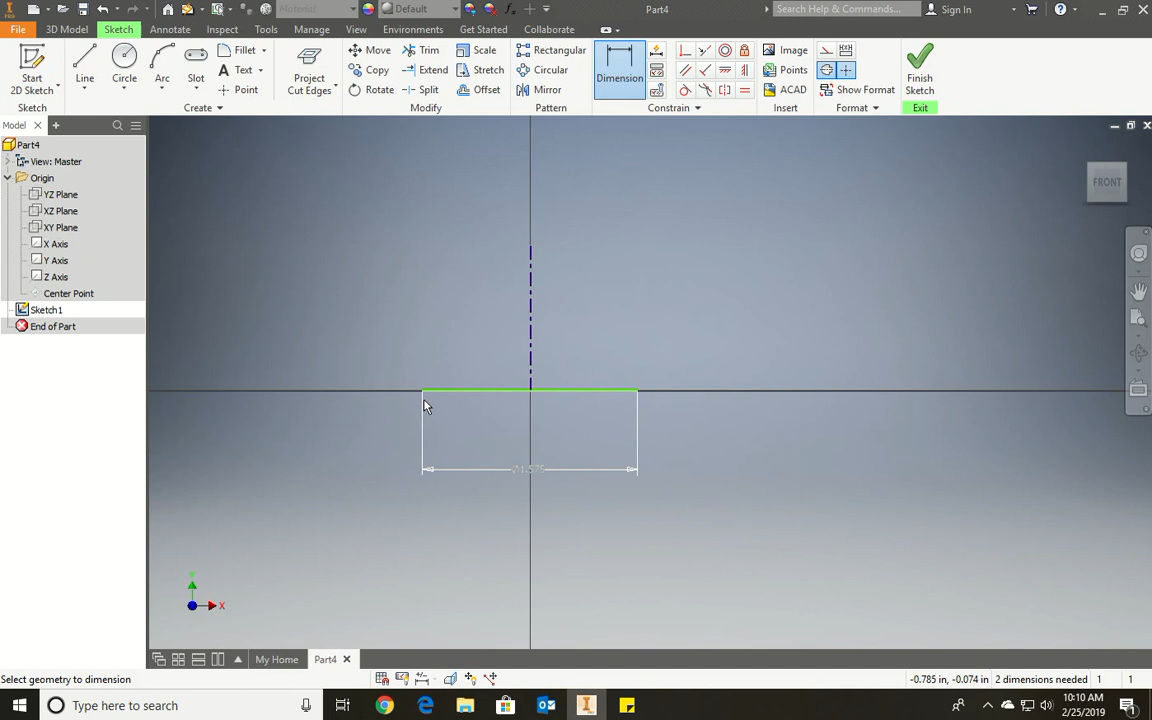 Material
Default
Part4
Search Help & Commands...
Sign In
File
3D Model
Sketch
Annotate
Inspect
Tools
Manage
View
Environments
Get Started
Collaborate
Start
2D Sketch
Line
Circle
Arc
Slot
Fillet
Text
Point
Project
Cut Edges
Move
Copy
Rotate
Trim
Extend
Split
Scale
Stretch
Offset
Rectangular
Circular
Mirror
Dimension
Image
Points
ACAD
Show Format
Finish
Sketch
Sketch
Create
Modify
Pattern
Constrain
Insert
Format
Exit
Model
Part4
View: Master
Origin
YZ Plane
XZ Plane
XY Plane
X Axis
Y Axis
Z Axis
Center Point
Sketch1
End of Part
FRONT
X
My Home
Part4
Select geometry to dimension
-0.785 in, -0.074 in
2 dimensions needed
1
1
Type here to search
10:10 AM
2/25/2019